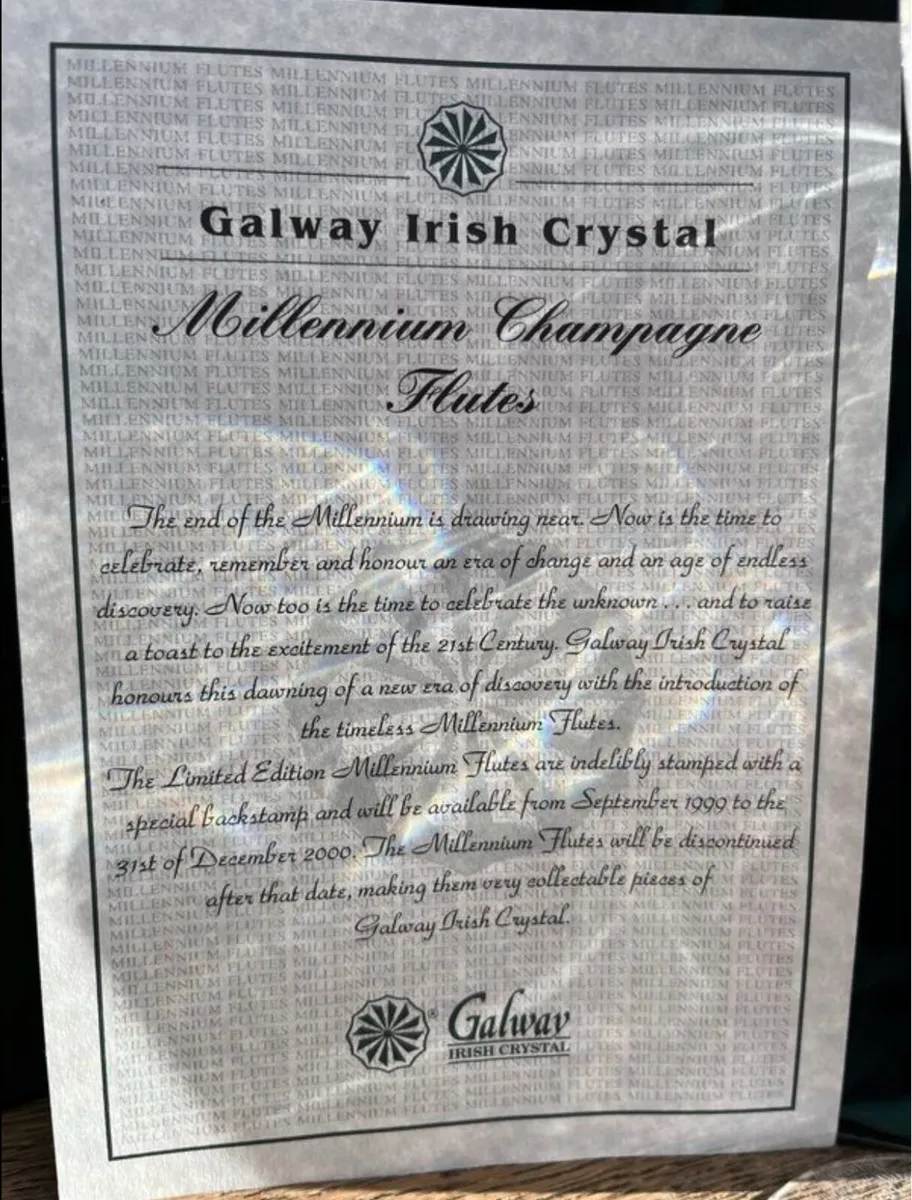 Galway Irish Crystal
Millennium Champagne
Flutes
The end of the Millennium is drawing near. Now is the time to
celebrate, remember and honour an era of change and an age of endless
discovery. Now too is the time to celebrate the unknown . . . and to raise
a toast to the excitement of the 21st Century. Galway Irish Crystal
honours this dawning of a new era of discovery with the introduction of
the timeless Millennium Flutes.
The Limited Edition Millennium Flutes are indelibly stamped with a
special backstamp and will be available from September 1999 to the
31st of December 2000. The Millennium Flutes will be discontinued
after that date, making them very collectable pieces of
Galway Irish Crystal.
® Galway
IRISH CRYSTAL